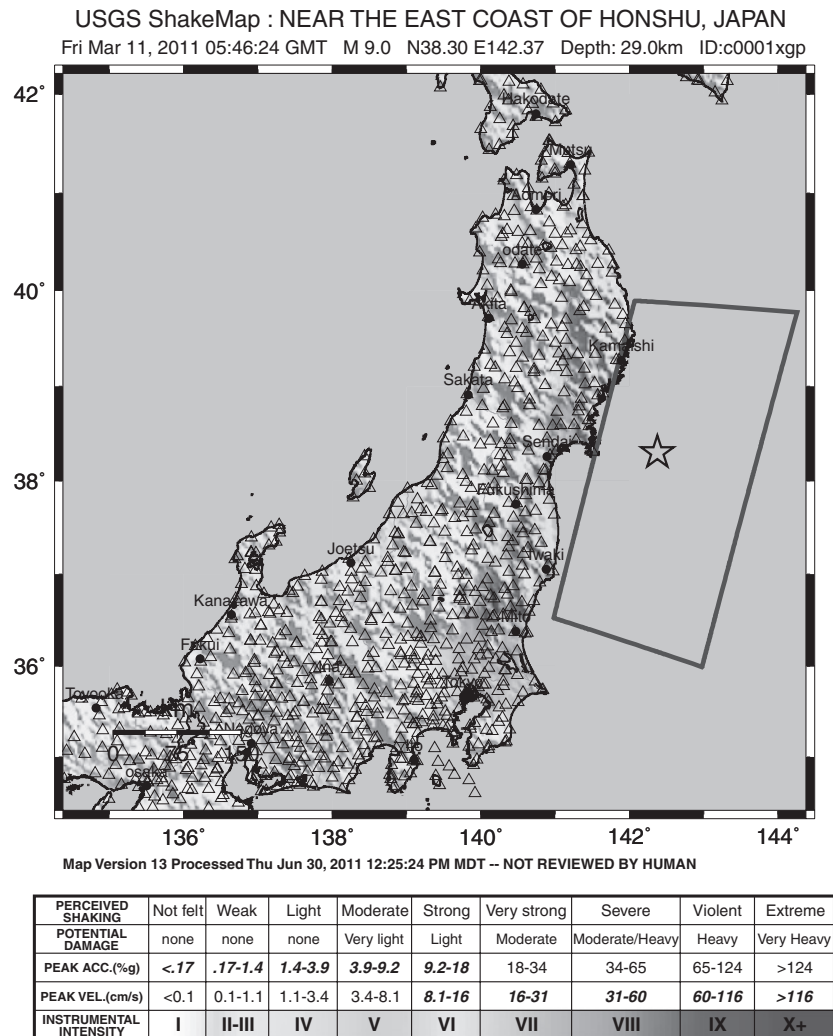 USGS ShakeMap : NEAR THE EAST COAST OF HONSHU, JAPAN
Fri Mar 11, 2011 05:46:24 GMT M 9.0 N38.30 E142.37 Depth: 29.0km ID:c0001xgp
42˚
Hakodate
Mutsu
Aomori
odate
40˚
Akita
Kamaishi
Sakata
Sendai
38˚
Fukushima
Joetsu
Iwaki
Kanazawa
Mito
Fukui
36˚
Ina
Tokyo
Toyooka
km
Nagoya
Ito
0
osaka
136˚ 138˚ 140˚ 142˚ 144˚
Map Version 13 Processed Thu Jun 30, 2011 12:25:24 PM MDT -- NOT REVIEWED BY HUMAN
PERCEIVED SHAKING Not felt Weak Light Moderate Strong Very strong Severe Violent Extreme
POTENTIAL DAMAGE none none none Very light Light Moderate Moderate/Heavy Heavy Very Heavy
PEAK ACC.(%g) <.17 .17-1.4 1.4-3.9 3.9-9.2 9.2-18 18-34 34-65 65-124 >124
PEAK VEL.(cm/s) <0.1 0.1-1.1 1.1-3.4 3.4-8.1 8.1-16 16-31 31-60 60-116 >116
INSTRUMENTAL INTENSITY I II-III IV V VI VII VIII IX X+